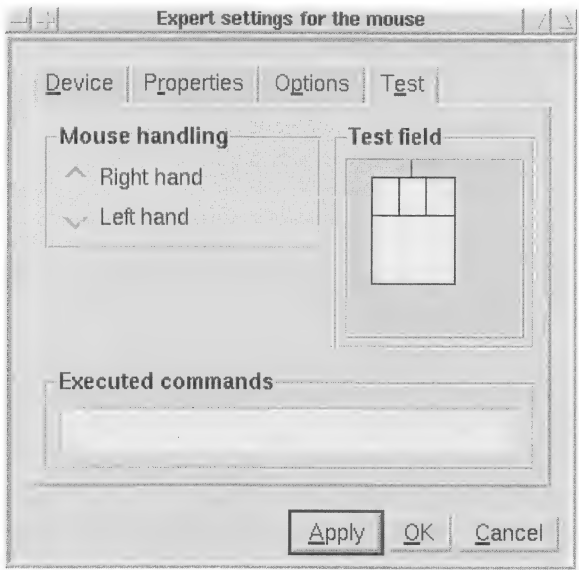 Expert settings for the mouse
Device Properties Options Test
Mouse handling
Right hand
Left hand
Test field
Executed commands
Apply OK Cancel